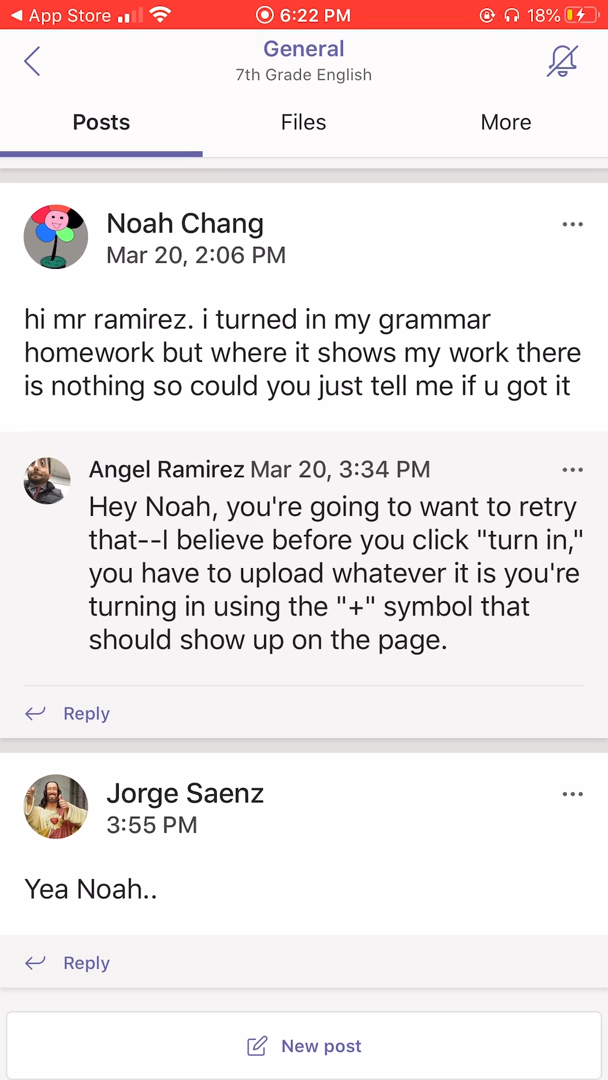 App Store 6:22 PM 18%
General
7th Grade English
Posts Files More
Noah Chang
Mar 20, 2:06 PM
hi mr ramirez. i turned in my grammar
homework but where it shows my work there
is nothing so could you just tell me if u got it
Angel Ramirez Mar 20, 3:34 PM
Hey Noah, you're going to want to retry
that--I believe before you click "turn in,"
you have to upload whatever it is you're
turning in using the "+" symbol that
should show up on the page.
Reply
Jorge Saenz
3:55 PM
Yea Noah..
Reply
New post